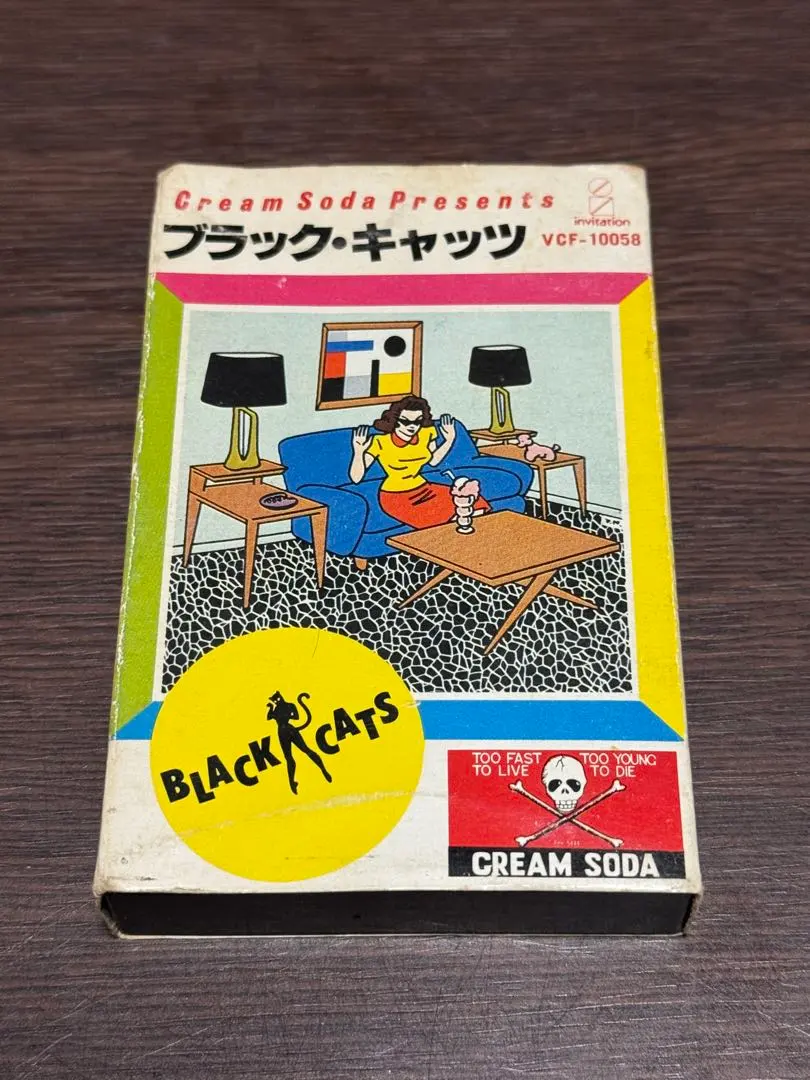 Cream Soda Presents
invitation
ブラック・キャッツ
VCF-10058
BLACK CATS
TOO FAST TO LIVE
TOO YOUNG TO DIE
CREAM SODA